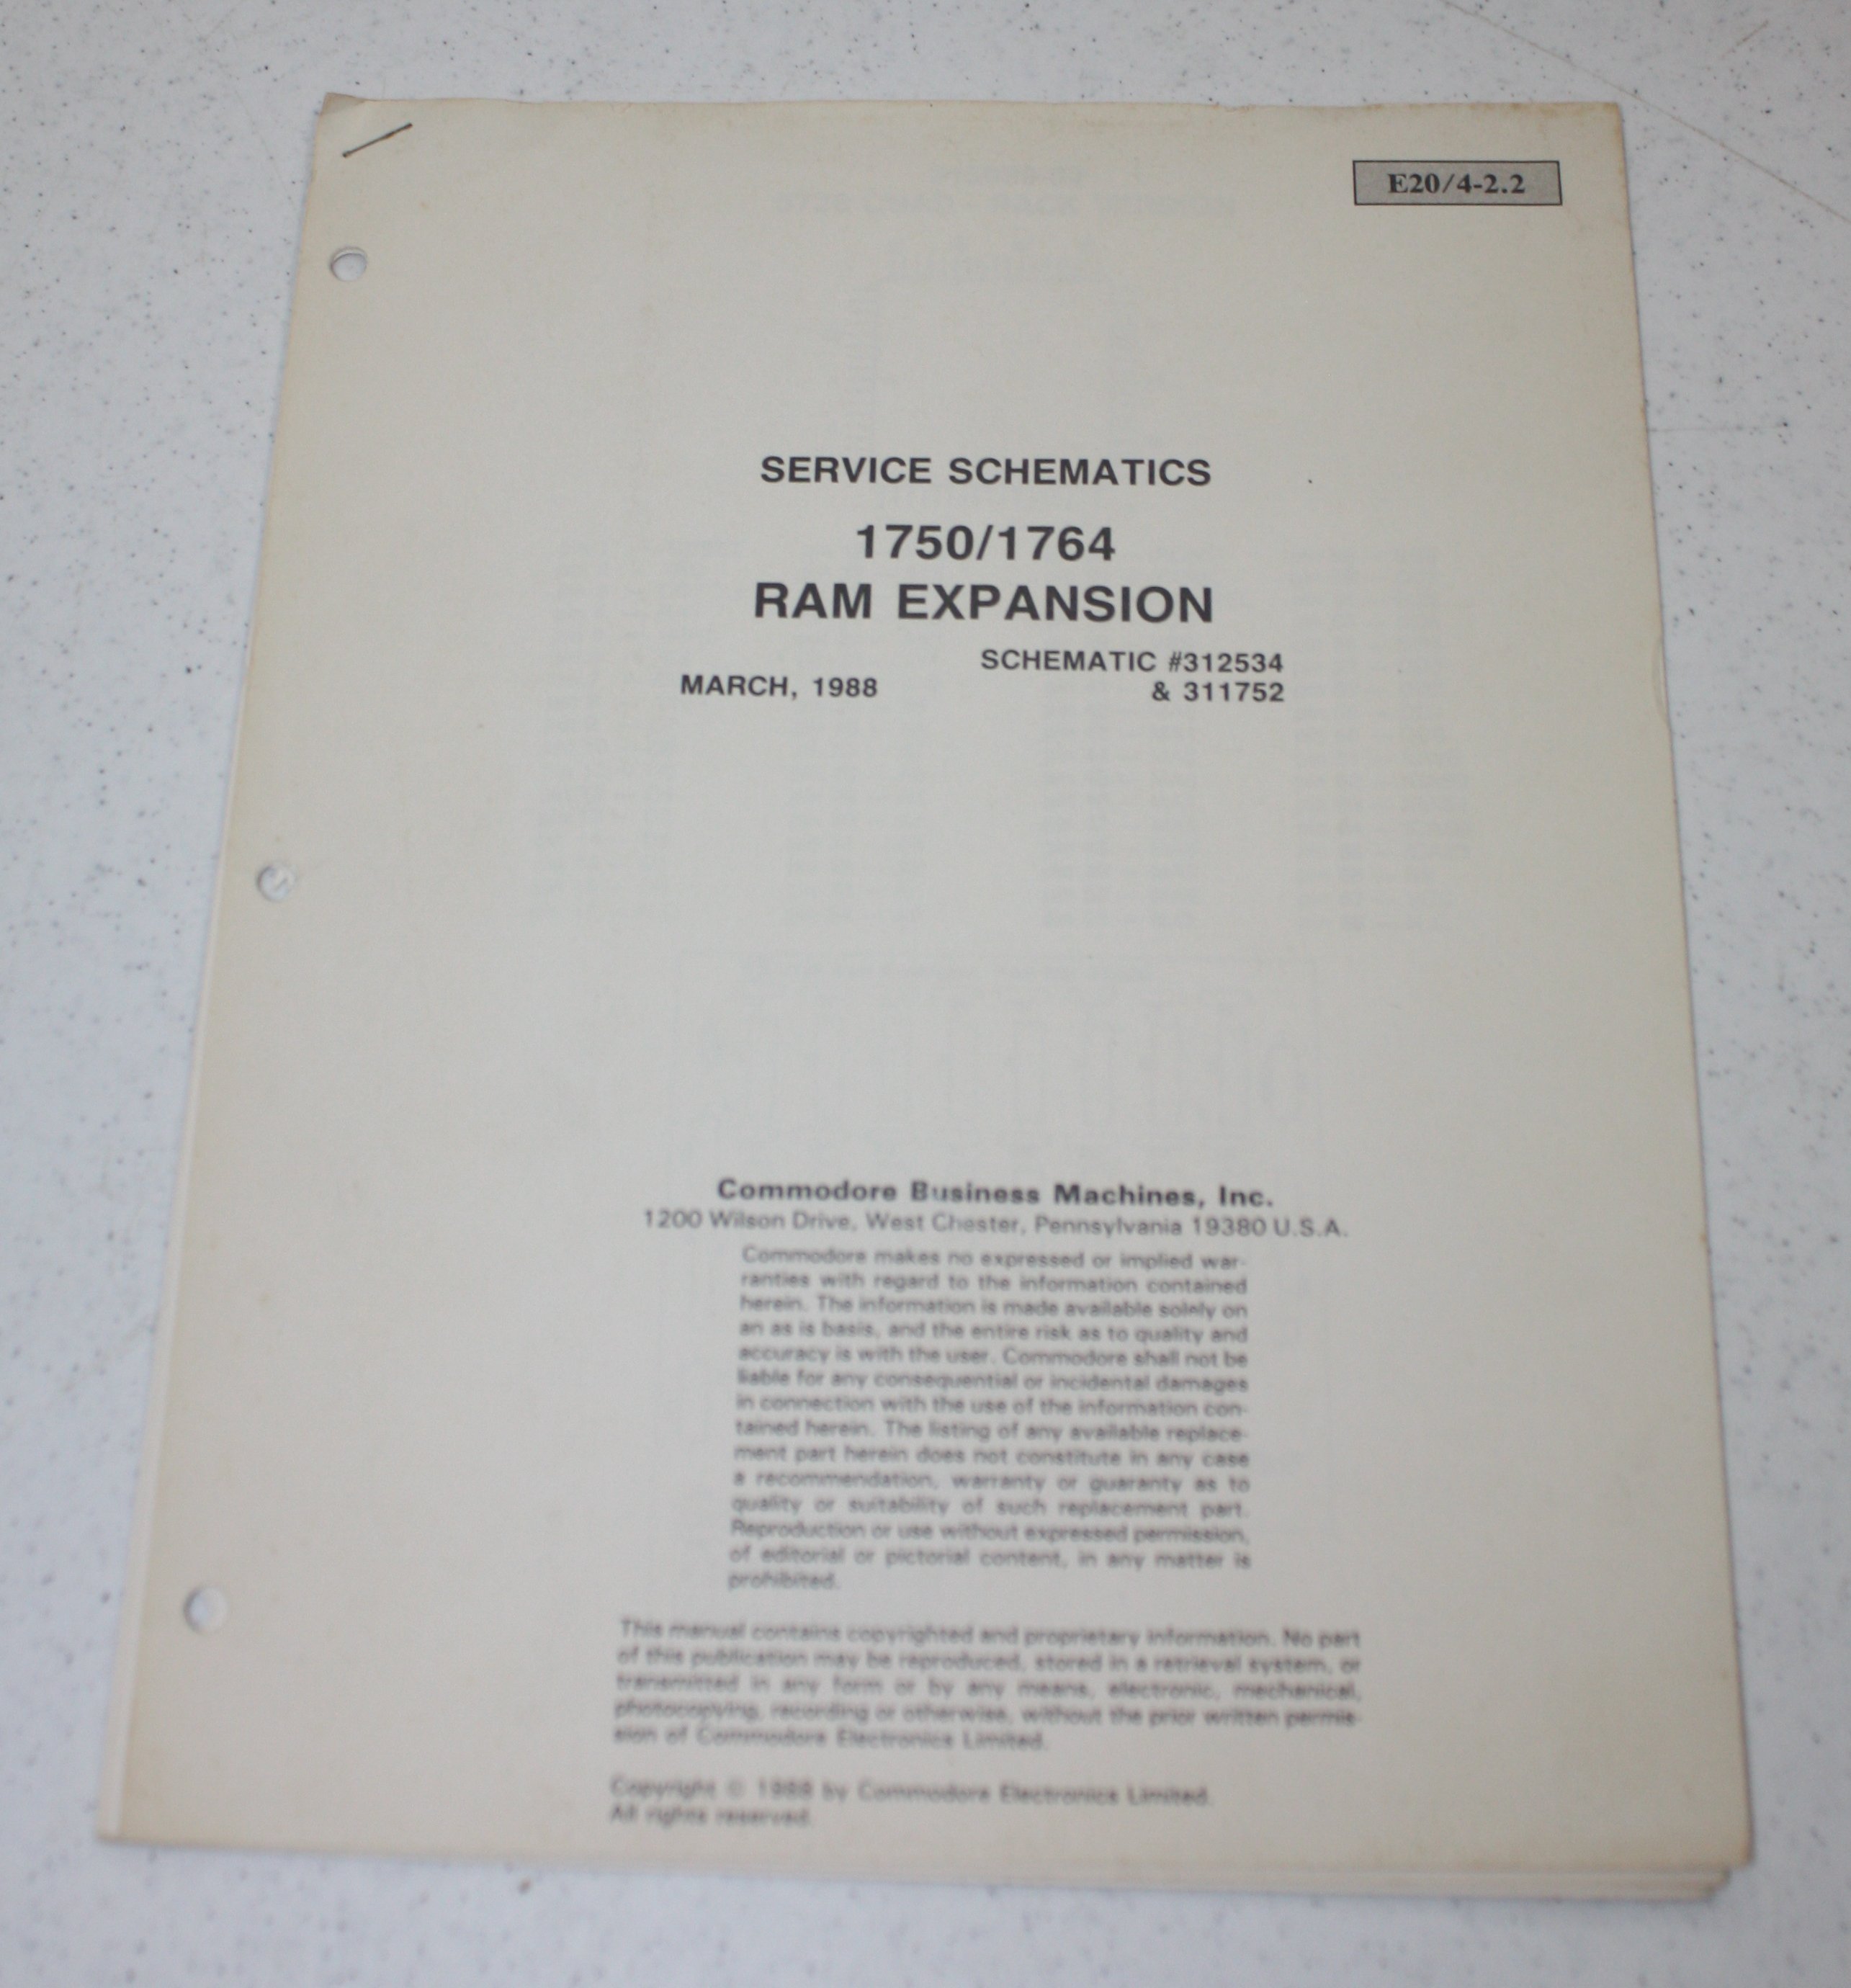 E20/4-2.2
SERVICE SCHEMATICS
1750/1764
RAM EXPANSION
SCHEMATIC #312534
MARCH, 1988
& 311752
Commodore Business Machines, Inc.
1200 Wilson Drive, West Chester, Pennsylvania 19380 U.S.A.
Commodore makes no expressed or implied war-
ranties with regard to the information contained
herein. The information is made available solely on
an as is basis, and the entire risk as to quality and
accuracy is with the user. Commodore shall not be
liable for any consequential or incidental damages
in connection with the use of the information con-
tained herein. The listing of any available replace-
ment part herein does not constitute in any case
a recommendation, warranty or guaranty as to
quality or suitability of such replacement part.
Reproduction or use without expressed permission,
of editorial or pictorial content, in any matter is
prohibited.
This manual contains copyrighted and proprietary information. No part
of this publication may be reproduced, stored in a retrieval system, or
transmitted in any form or by any means, electronic, mechanical,
photocopying, recording or otherwise, without the prior written permis-
sion of Commodore Electronics Limited.
Copyright © 1988 by Commodore Electronics Limited.
All rights reserved.